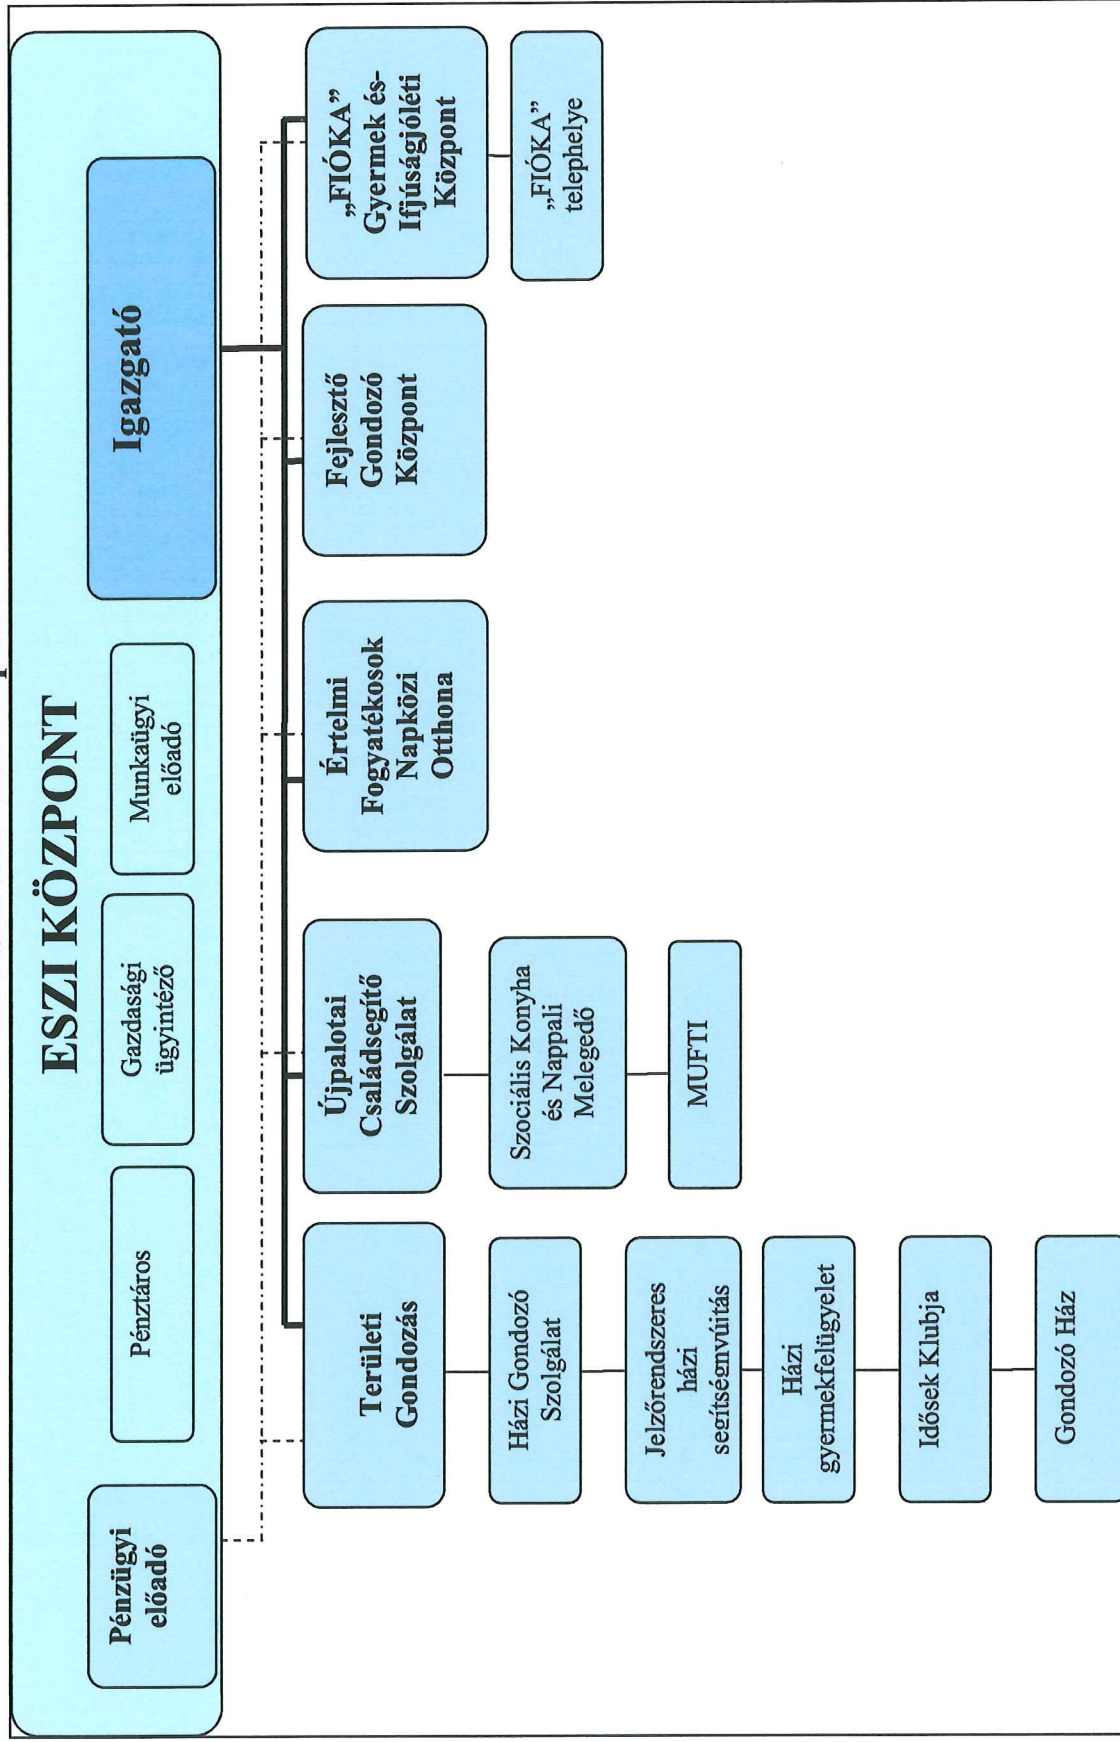 ESZI KÖZPONT
Pénzügyi
előadó
Pénztáros
Gazdasági
ügyintéző
Munkaügyi
előadó
Igazgató
Területi
Gondozás
Házi Gondozó
Szolgálat
Jelzőrendszeres
házi
segítségnvúitás
Házi
gyermekfelügyelet
Idősek Klubja
Gondozó Ház
Újpalotai
Családsegítő
Szolgálat
Szociális Konyha
és Nappali
Melegedő
MUFTI
Értelmi
Fogyatékosok
Napközi
Otthona
Fejlesztő
Gondozó
Központ
„FIÓKA”
Gyermek és-
Ifjúságjóléti
Központ
„FIÓKA”
telephelye